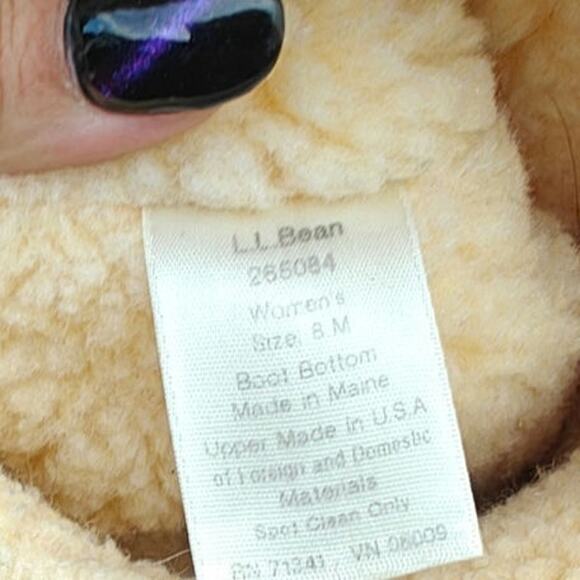 L.L.Bean
265084
Women's
Size: 8 M
Boot Bottom
Made in Maine
Upper Made in U.S.A
of Foreign and Domestic
Materials
Spot Clean Only
RN 71341 VN 06009